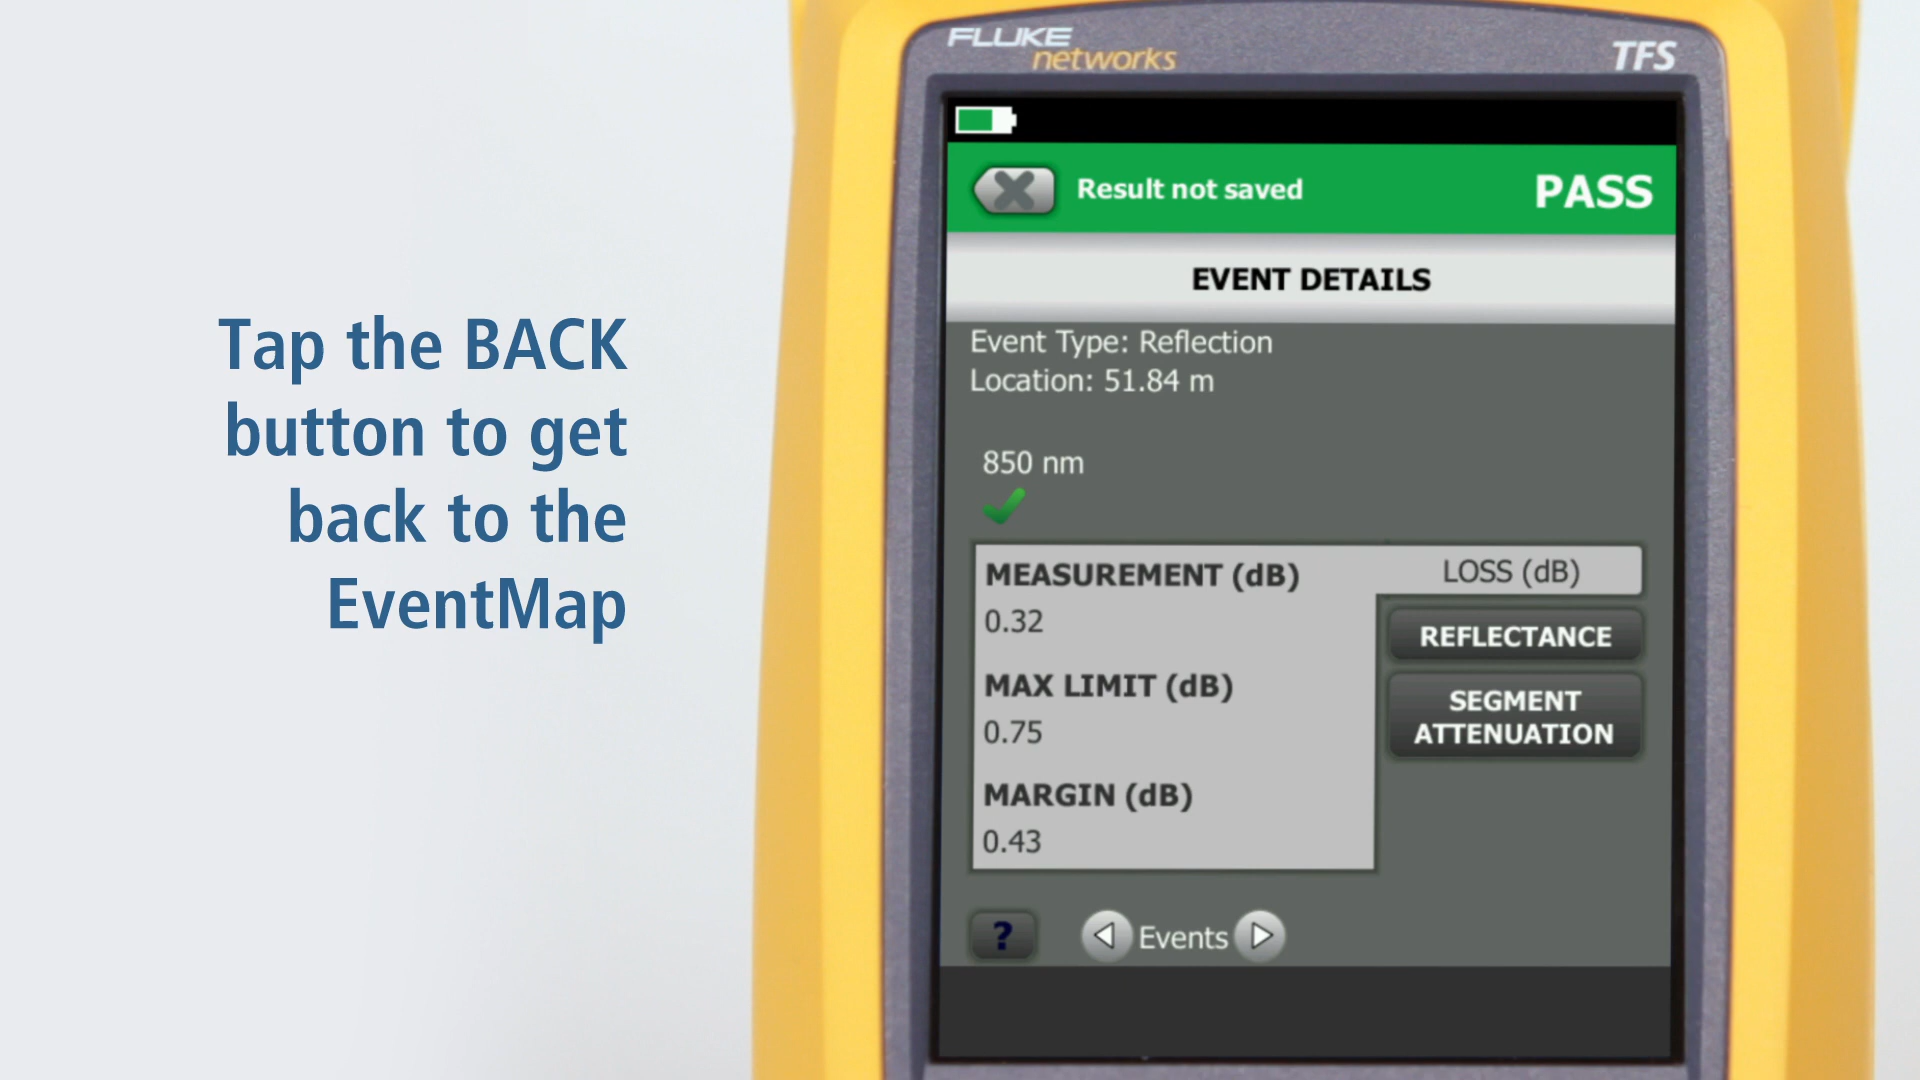 Tap the BACK
button to get
back to the
EventMap
FLUKE
networks
TFS
Result not saved
PASS
EVENT DETAILS
Event Type: Reflection
Location: 51.84 m
850 nm
MEASUREMENT (dB)
0.32
MAX LIMIT (dB)
0.75
MARGIN (dB)
0.43
LOSS (dB)
REFLECTANCE
SEGMENT
ATTENUATION
?
Events